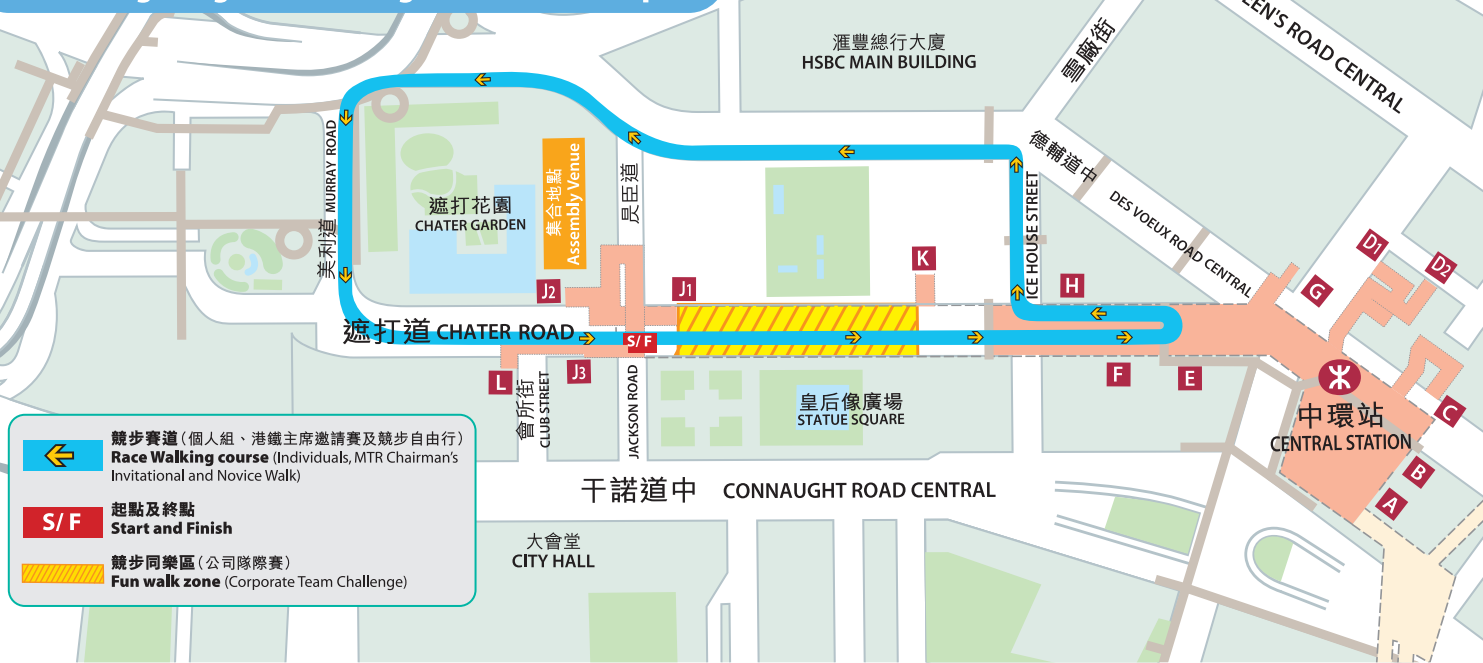 滙豐總行大廈
HSBC MAIN BUILDING
雪廠街
QUEEN'S ROAD CENTRAL
德輔道中
DES VOEUX ROAD CENTRAL
美利道 MURRAY ROAD
遮打花園
CHATER GARDEN
集合地點
Assembly Venue
昃臣道
ICE HOUSE STREET
K
H
G
D1
D2
J2
J1
遮打道 CHATER ROAD
S/F
L
J3
F
E
C
B
A
會所街
CLUB STREET
JACKSON ROAD
皇后像廣場
STATUE SQUARE
中環站
CENTRAL STATION
干諾道中 CONNAUGHT ROAD CENTRAL
大會堂
CITY HALL
競步賽道 (個人組、港鐵主席邀請賽及競步自由行)
Race Walking course (Individuals, MTR Chairman's
Invitational and Novice Walk)
S/F
起點及終點
Start and Finish
競步同樂區 (公司隊際賽)
Fun walk zone (Corporate Team Challenge)